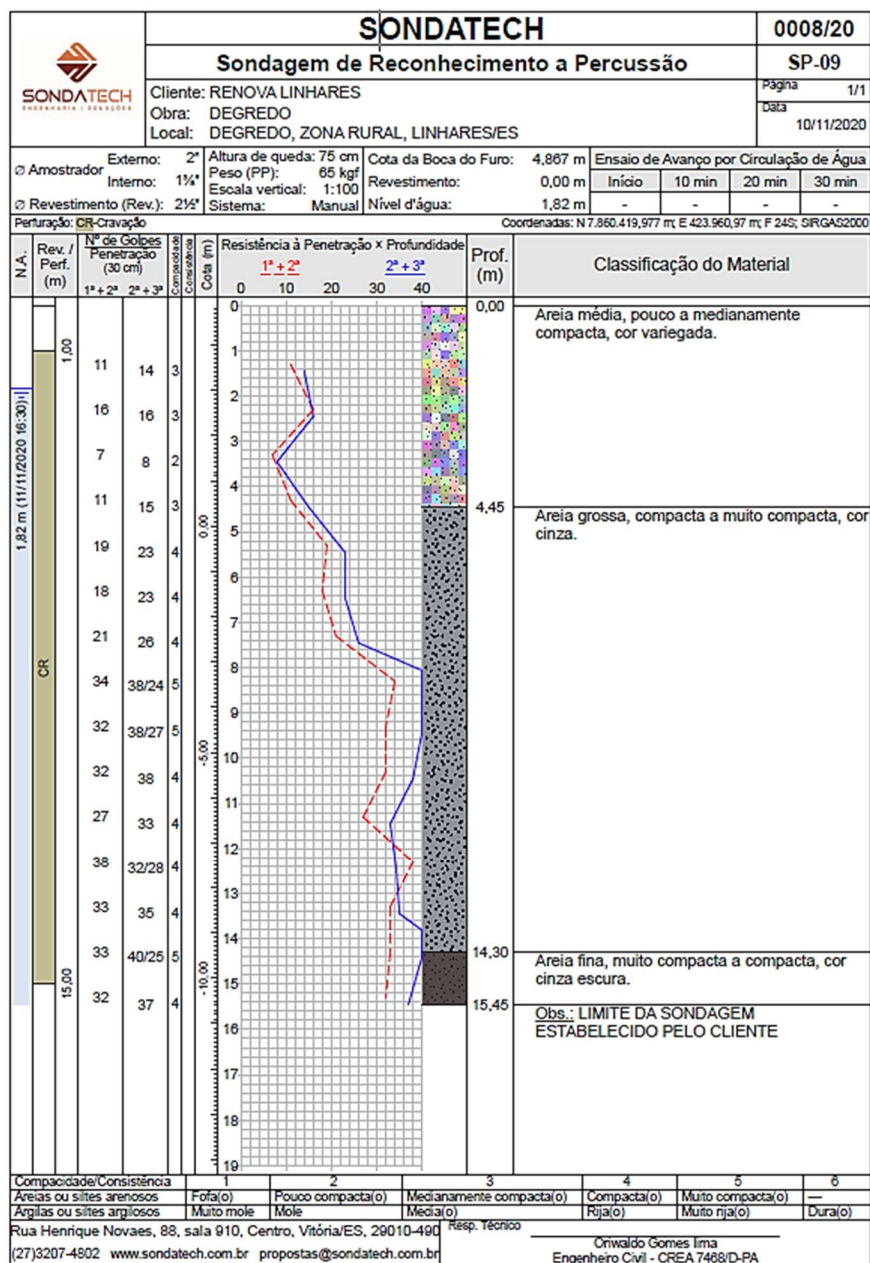 SONDATECH
0008/20
SONDATECH
ENGENHARIA | SOLUÇÕES
Sondagem de Reconhecimento a Percussão
SP-09
Cliente: RENOVA LINHARES
Obra: DEGREDO
Local: DEGREDO, ZONA RURAL, LINHARES/ES
Página 1/1
Data
10/11/2020
Ø Amostrador Externo: 2"
Interno: 1⅜"
Ø Revestimento (Rev.): 2½"
Altura de queda: 75 cm
Peso (PP): 65 kgf
Escala vertical: 1:100
Sistema: Manual
Cota da Boca do Furo: 4,867 m
Revestimento: 0,00 m
Nível d'água: 1,82 m
Ensaio de Avanço por Circulação de Água
Início 10 min 20 min 30 min
- - - -
Perfuração: CR-Cravação
Coordenadas: N 7.860.419,977 m; E 423.960,97 m; F 24S; SIRGAS2000
N.A.
Rev. / Perf. (m)
Nº de Golpes
Penetração
(30 cm)
1ª + 2ª 2ª + 3ª
Compacidade
Consistência
Cota (m)
Resistência à Penetração x Profundidade
1ª + 2ª 2ª + 3ª
0 10 20 30 40
Prof.
(m)
Classificação do Material
1,82 m (11/11/2020 16:30)
1,00
CR
15,00
11 14 3
16 16 3
7 8 2
11 15 3
19 23 4
18 23 4
21 26 4
34 38/24 5
32 38/27 5
32 38 4
27 33 4
38 32/28 4
33 35 4
33 40/25 5
32 37 4
0,00
-5,00
-10,00
0
1
2
3
4
5
6
7
8
9
10
11
12
13
14
15
16
17
18
19
0,00
Areia média, pouco a medianamente
compacta, cor variegada.
4,45
Areia grossa, compacta a muito compacta, cor
cinza.
14,30
Areia fina, muito compacta a compacta, cor
cinza escura.
15,45
Obs.: LIMITE DA SONDAGEM
ESTABELECIDO PELO CLIENTE
Compacidade/Consistência 1 2 3 4 5 6
Areias ou siltes arenosos Fofa(o) Pouco compacta(o) Medianamente compacta(o) Compacta(o) Muito compacta(o) —
Argilas ou siltes argilosos Muito mole Mole Média(o) Rija(o) Muito rija(o) Dura(o)
Rua Henrique Novaes, 88, sala 910, Centro, Vitória/ES, 29010-490
(27)3207-4802 www.sondatech.com.br propostas@sondatech.com.br
Resp. Técnico
Oriwaldo Gomes lima
Engenheiro Civil - CREA 7468/D-PA